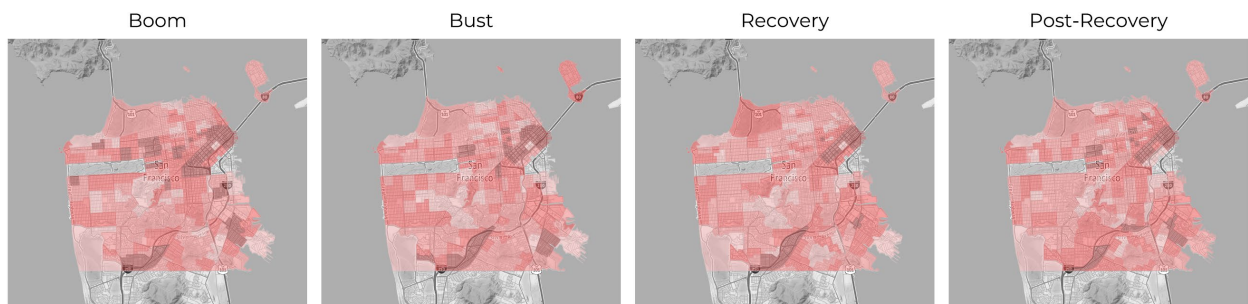 Boom
Bust
Recovery
Post-Recovery
San
Francisco
San
Francisco
San
Francisco
San
Francisco